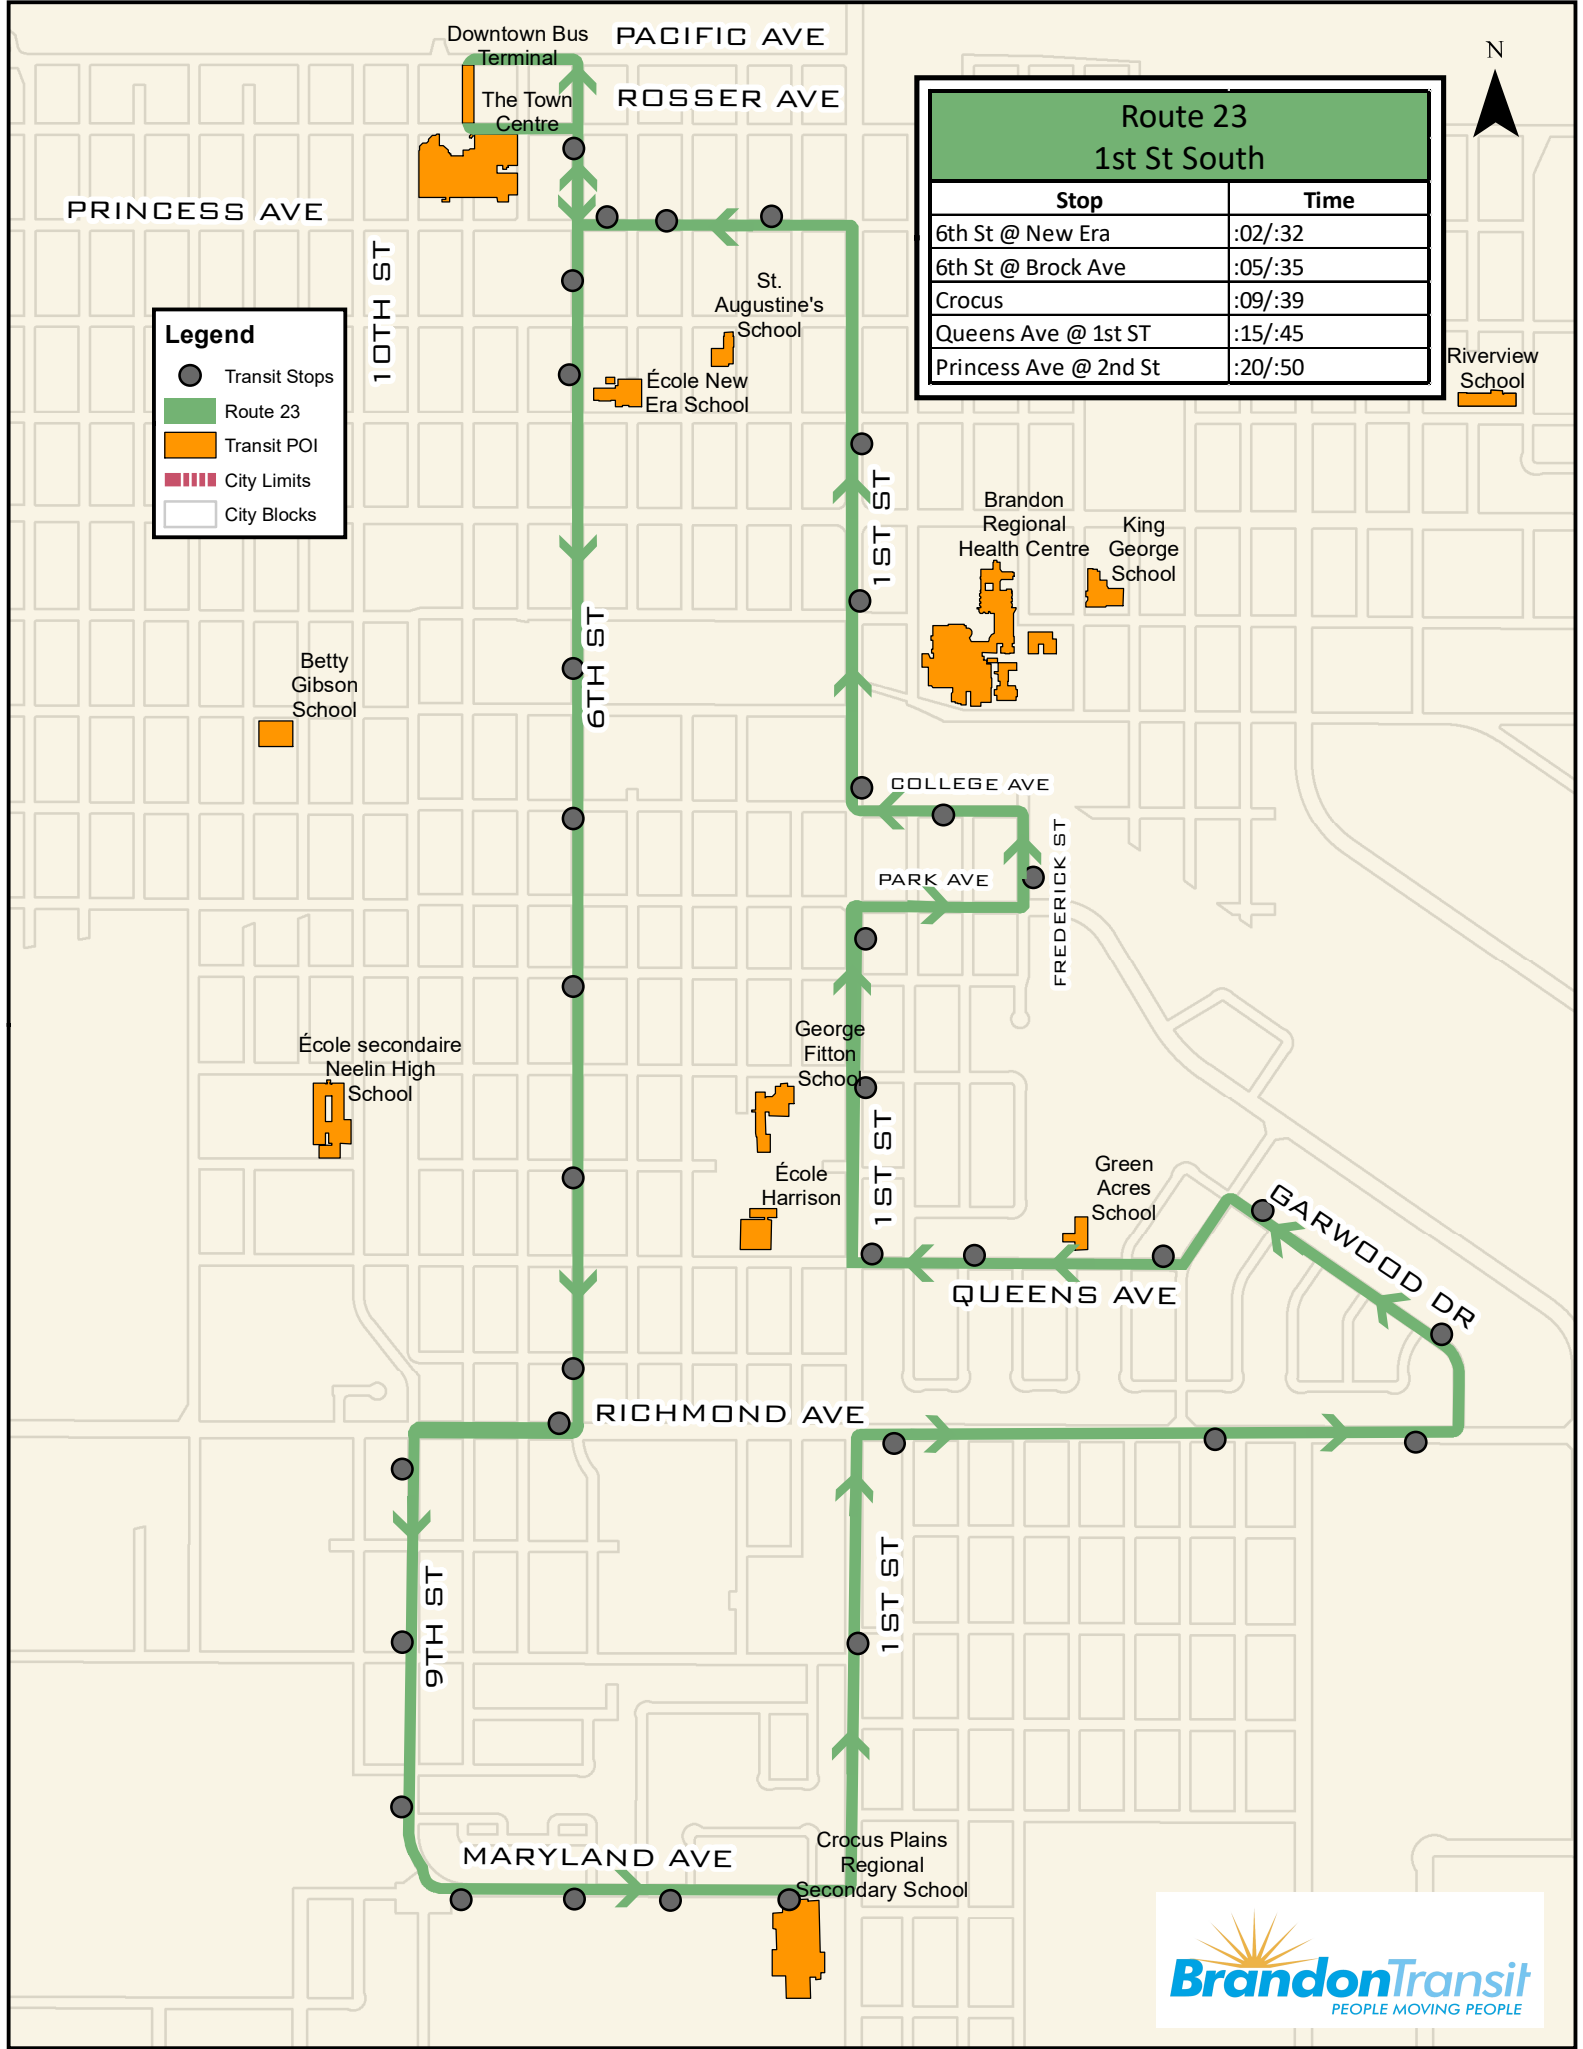 Downtown Bus
Terminal
PACIFIC AVE
N
The Town
Centre
ROSSER AVE
Route 23
1st St South
Stop Time
6th St @ New Era :02/:32
6th St @ Brock Ave :05/:35
Crocus :09/:39
Queens Ave @ 1st ST :15/:45
Princess Ave @ 2nd St :20/:50
PRINCESS AVE
10TH ST
St.
Augustine's
School
Legend
Transit Stops
Route 23
Transit POI
City Limits
City Blocks
École New
Era School
Riverview
School
1ST ST
Brandon
Regional
Health Centre
King
George
School
6TH ST
Betty
Gibson
School
COLLEGE AVE
PARK AVE
FREDERICK ST
École secondaire
Neelin High
School
George
Fitton
School
1ST ST
École
Harrison
Green
Acres
School
GARWOOD DR
QUEENS AVE
RICHMOND AVE
9TH ST
1ST ST
MARYLAND AVE
Crocus Plains
Regional
Secondary School
BrandonTransit
PEOPLE MOVING PEOPLE